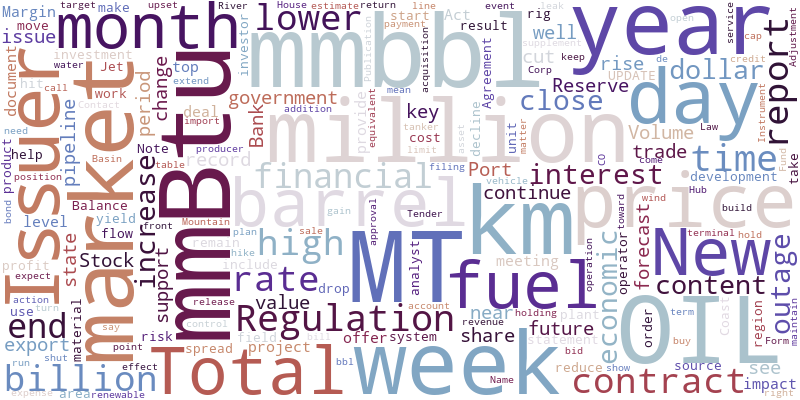 Margin
move
target
upset
make
River
House
estimate
return
line
event
open
leak
service
right
issue
month
start
payment
Act
rig
keep
supplement
cap
credit
Adjustment
document
investment
Jet
hit
call
work
top
water
extend
lower
investor
result
well
cut
UPDATE
Corp
de
year
dollar
report
mmbbl
Publication
acquisition
close
Reserve
rise
Issuer
market
period
change
deal
import
government
Bank
addition
mean
million
provide
equivalent
tanker
limit
key
cost
Agreement
decline
unit
matter
asset
trade
Volume
day
time
Instrument
Law
take
need
help
product
position
bond
pipeline
Contact
Basin
Note
table
producer
record
financial
Port
filing
continue
interest
vehicle
CO
come
development
Hub
Fund
level
Balance
yield
flow
front
mmBtu
increase
support
Mountain
remain
barrel
gain
sale
approval
Tender
km
price
wind
toward
build
content
state
Stock
plan
hike
include
high
MT
analyst
meeting
near
operation
operator
economic
forecast
New
terminal
hold
outage
profit
expect
action
use
turn
material
say
risk
release
control
rate
drop
value
account
fuel
revenue
holding
future
plant
statement
share
order
term
region
coast
Form
maintain
end
export
run
shut
point
effect
field
bill
Regulation
offer
system
project
spread
bbl
OIL
bid
reduce
buy
source
see
show
impact
billion
area
expense
renewable
Total
week
Name
contract